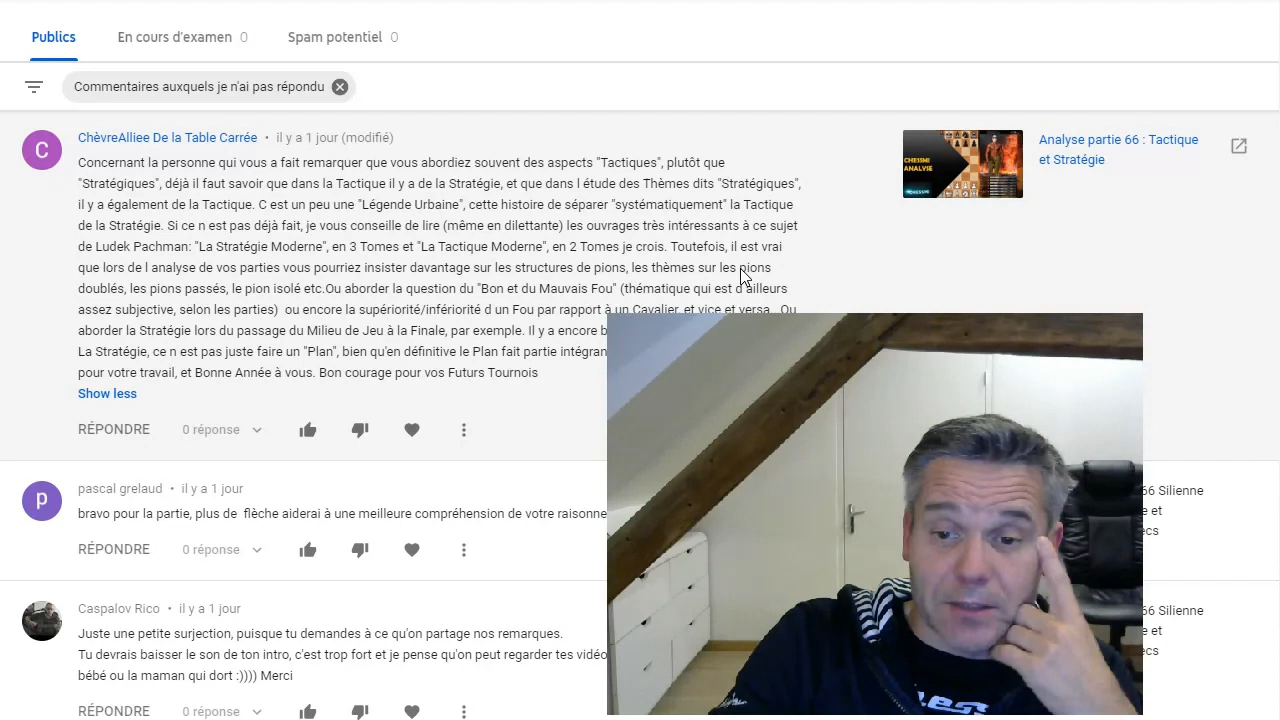 Publics
En cours d'examen 0
Spam potentiel 0
Commentaires auxquels je n'ai pas répondu
C
ChèvreAlliee De la Table Carrée • il y a 1 jour (modifié)
Concernant la personne qui vous a fait remarquer que vous abordiez souvent des aspects "Tactiques", plutôt que
"Stratégiques", déjà il faut savoir que dans la Tactique il y a de la Stratégie, et que dans l étude des Thèmes dits "Stratégiques",
il y a également de la Tactique. C'est un peu une "Légende Urbaine", cette histoire de séparer "systématiquement" la Tactique
de la Stratégie. Si ce n est pas déjà fait, je vous conseille de lire (même en dilettante) les ouvrages très intéressants à ce sujet
de Ludek Pachman: "La Stratégie Moderne", en 3 Tomes et "La Tactique Moderne", en 2 Tomes je crois. Toutefois, il est vrai
que lors de l analyse de vos parties vous pourriez insister davantage sur les structures de pions, les thèmes sur les pions
doublés, les pions passés, le pion isolé etc.Ou aborder la question du "Bon et du Mauvais Fou" (thématique qui est d'ailleurs
assez subjective, selon les parties) ou encore la supériorité/infériorité d un Fou par rapport à un Cavalier, et vice et versa.. Ou
aborder la Stratégie lors du passage du Milieu de Jeu à la Finale, par exemple. Il y a encore b
La Stratégie, ce n est pas juste faire un "Plan", bien qu'en définitive le Plan fait partie intégran
pour votre travail, et Bonne Année à vous. Bon courage pour vos Futurs Tournois
Show less
RÉPONDRE 0 réponse
CHESSMI
ANALYSE
Analyse partie 66 : Tactique
et Stratégie
p
pascal grelaud • il y a 1 jour
bravo pour la partie, plus de flèche aiderai à une meilleure compréhension de votre raisonne
RÉPONDRE 0 réponse
66 Silienne
e et
ecs
Caspalov Rico • il y a 1 jour
Juste une petite surjection, puisque tu demandes à ce qu'on partage nos remarques.
Tu devrais baisser le son de ton intro, c'est trop fort et je pense qu'on peut regarder tes vidéo
bébé ou la maman qui dort :)))) Merci
RÉPONDRE 0 réponse
66 Silienne
e et
ecs